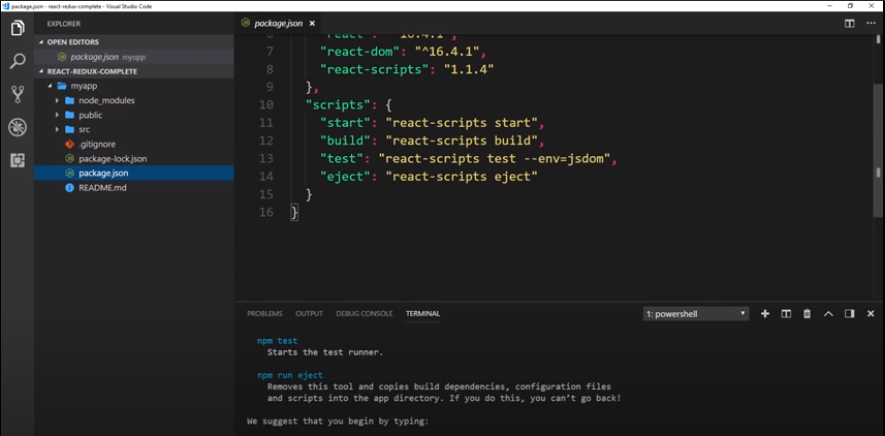 package.json - react-redux-complete - Visual Studio Code
EXPLORER
OPEN EDITORS
package.json myapp
REACT-REDUX-COMPLETE
myapp
node_modules
public
src
.gitignore
package-lock.json
package.json
README.md
package.json
7 "react-dom": "^16.4.1",
8 "react-scripts": "1.1.4"
9 },
10 "scripts": {
11 "start": "react-scripts start",
12 "build": "react-scripts build",
13 "test": "react-scripts test --env=jsdom",
14 "eject": "react-scripts eject"
15 }
16 }
PROBLEMS OUTPUT DEBUG CONSOLE TERMINAL 1: powershell
npm test
Starts the test runner.
npm run eject
Removes this tool and copies build dependencies, configuration files
and scripts into the app directory. If you do this, you can't go back!
We suggest that you begin by typing: